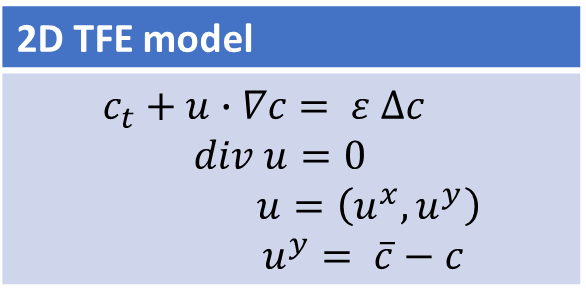 2D TFE model
c_t + u · ∇c = ε Δc
div u = 0
u = (u^x, u^y)
u^y = c̄ − c